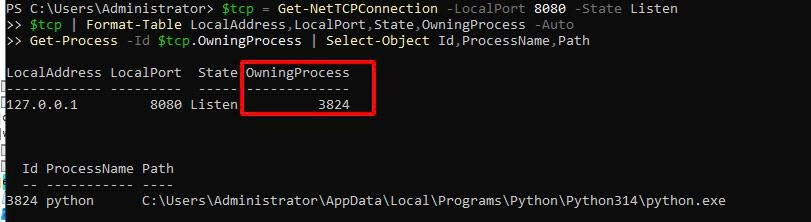 PS C:\Users\Administrator> $tcp = Get-NetTCPConnection -LocalPort 8080 -State Listen
>> $tcp | Format-Table LocalAddress,LocalPort,State,OwningProcess -Auto
>> Get-Process -Id $tcp.OwningProcess | Select-Object Id,ProcessName,Path
LocalAddress LocalPort State OwningProcess
------------ --------- ----- -------------
127.0.0.1 8080 Listen 3824
Id ProcessName Path
-- ----------- ----
3824 python C:\Users\Administrator\AppData\Local\Programs\Python\Python314\python.exe